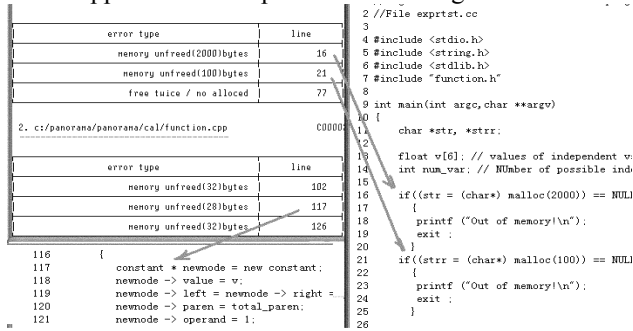 error type line
memory unfreed(2000)bytes 16
memory unfreed(100)bytes 21
free twice / no alloced 77
2. c:/panorama/panorama/cal/function.cpp
error type line
memory unfreed(32)bytes 102
memory unfreed(28)bytes 117
memory unfreed(32)bytes 126
116 {
117 constant * newnode = new constant;
118 newnode -> value = v;
119 newnode -> left = newnode -> right =
120 newnode -> paren = total_paren;
121 newnode -> operand = 1;
2 //File exprtst.cc
3
4 #include <stdio.h>
5 #include <string.h>
6 #include <stdlib.h>
7 #include "function.h"
8
9 int main(int argc,char **argv)
10 {
11 char *str, *strr;
13 float v[6]; // values of independent
14 int num_var; // NUmber of possible
15
16 if((str = (char*) malloc(2000)) == NULL
17 {
18 printf ("Out of memory!\n");
19 exit ;
20 }
21 if((strr = (char*) malloc(100)) == NULL
22 {
23 printf ("Out of memory!\n");
24 exit ;
25 }
26